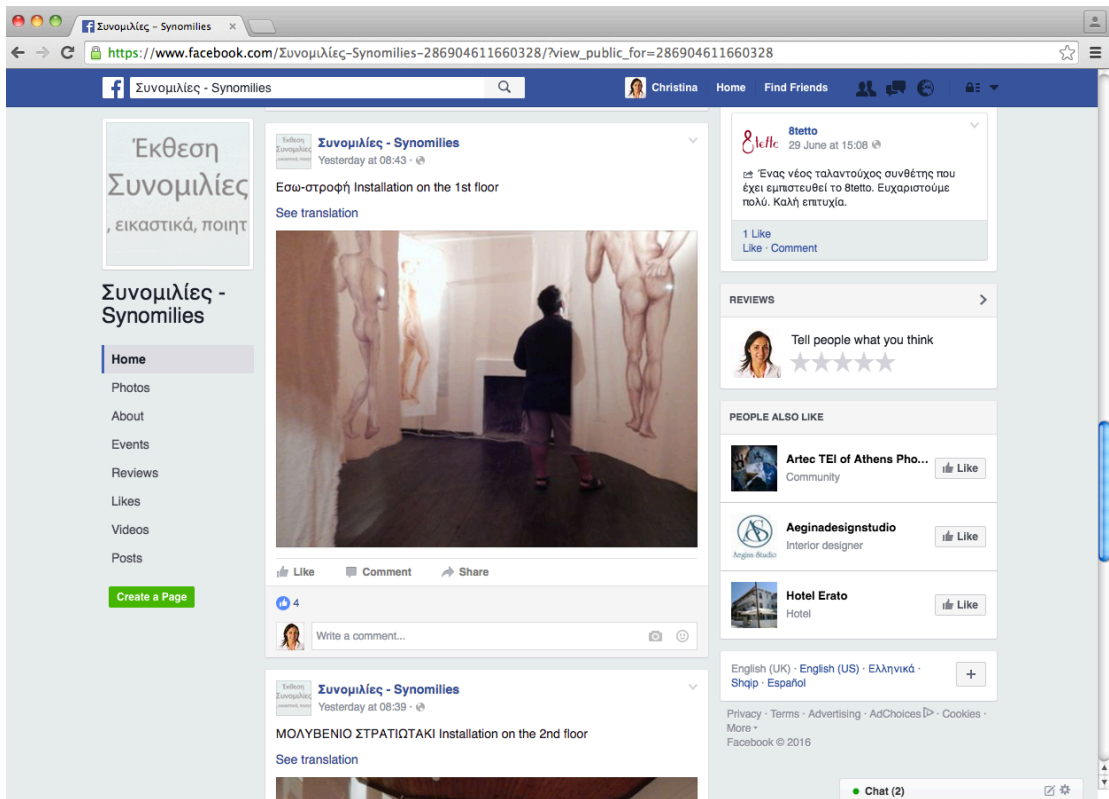 Συνομιλίες - Synomilies
https://www.facebook.com/Συνομιλίες-Synomilies-286904611660328/?view_public_for=286904611660328
Συνομιλίες - Synomilies
Christina
Home
Find Friends
Έκθεση
Συνομιλίες
, εικαστικά, ποιητ
Συνομιλίες -
Synomilies
Home
Photos
About
Events
Reviews
Likes
Videos
Posts
Create a Page
Συνομιλίες - Synomilies
Yesterday at 08:43 ·
Εσω-στροφή Installation on the 1st floor
See translation
Like
Comment
Share
4
Write a comment...
Συνομιλίες - Synomilies
Yesterday at 08:39 ·
ΜΟΛΥΒΕΝΙΟ ΣΤΡΑΤΙΩΤΑΚΙ Installation on the 2nd floor
See translation
8tetto
8tetto
29 June at 15:08
Ένας νέος ταλαντούχος συνθέτης που
έχει εμπιστευθεί το 8tetto. Ευχαριστούμε
πολύ. Καλή επιτυχία.
1 Like
Like · Comment
REVIEWS
Tell people what you think
PEOPLE ALSO LIKE
Artec TEI of Athens Pho...
Community
Like
Aegina Studio
Aeginadesignstudio
Interior designer
Like
Hotel Erato
Hotel
Like
English (UK) · English (US) · Ελληνικά ·
Shqip · Español
Privacy · Terms · Advertising · AdChoices · Cookies ·
More
Facebook © 2016
Chat (2)